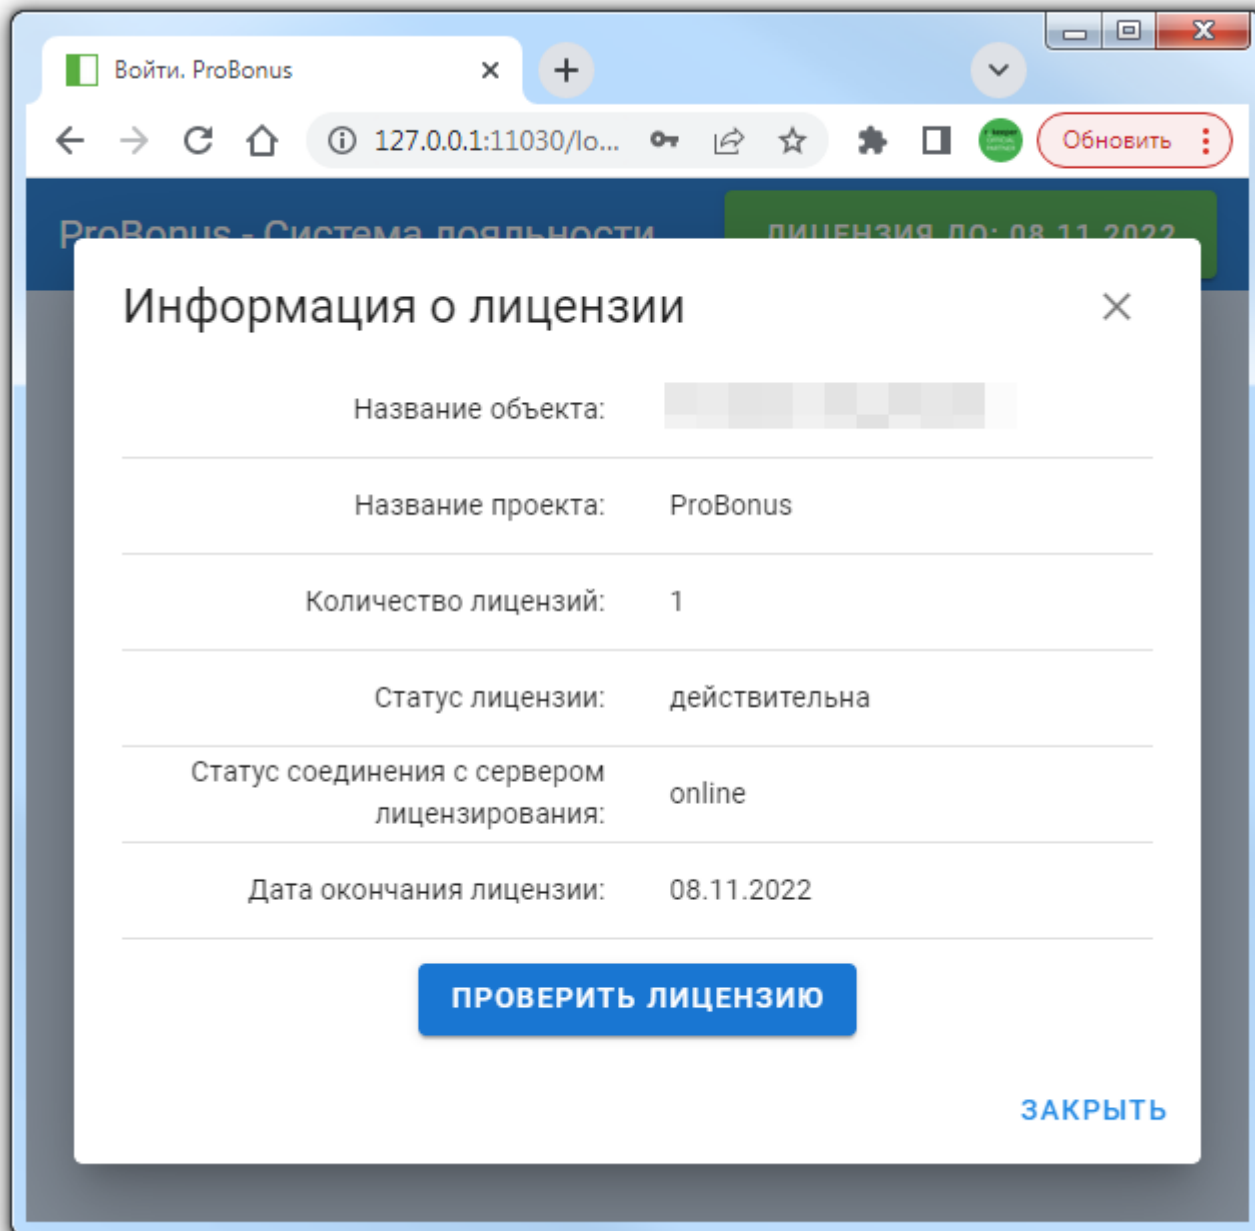 Войти. ProBonus
127.0.0.1:11030/lo...
Обновить
ProBonus - Система лояльности
ЛИЦЕНЗИЯ ДО: 08.11.2022
Информация о лицензии
Название объекта:
Название проекта: ProBonus
Количество лицензий: 1
Статус лицензии: действительна
Статус соединения с сервером
лицензирования: online
Дата окончания лицензии: 08.11.2022
ПРОВЕРИТЬ ЛИЦЕНЗИЮ
ЗАКРЫТЬ